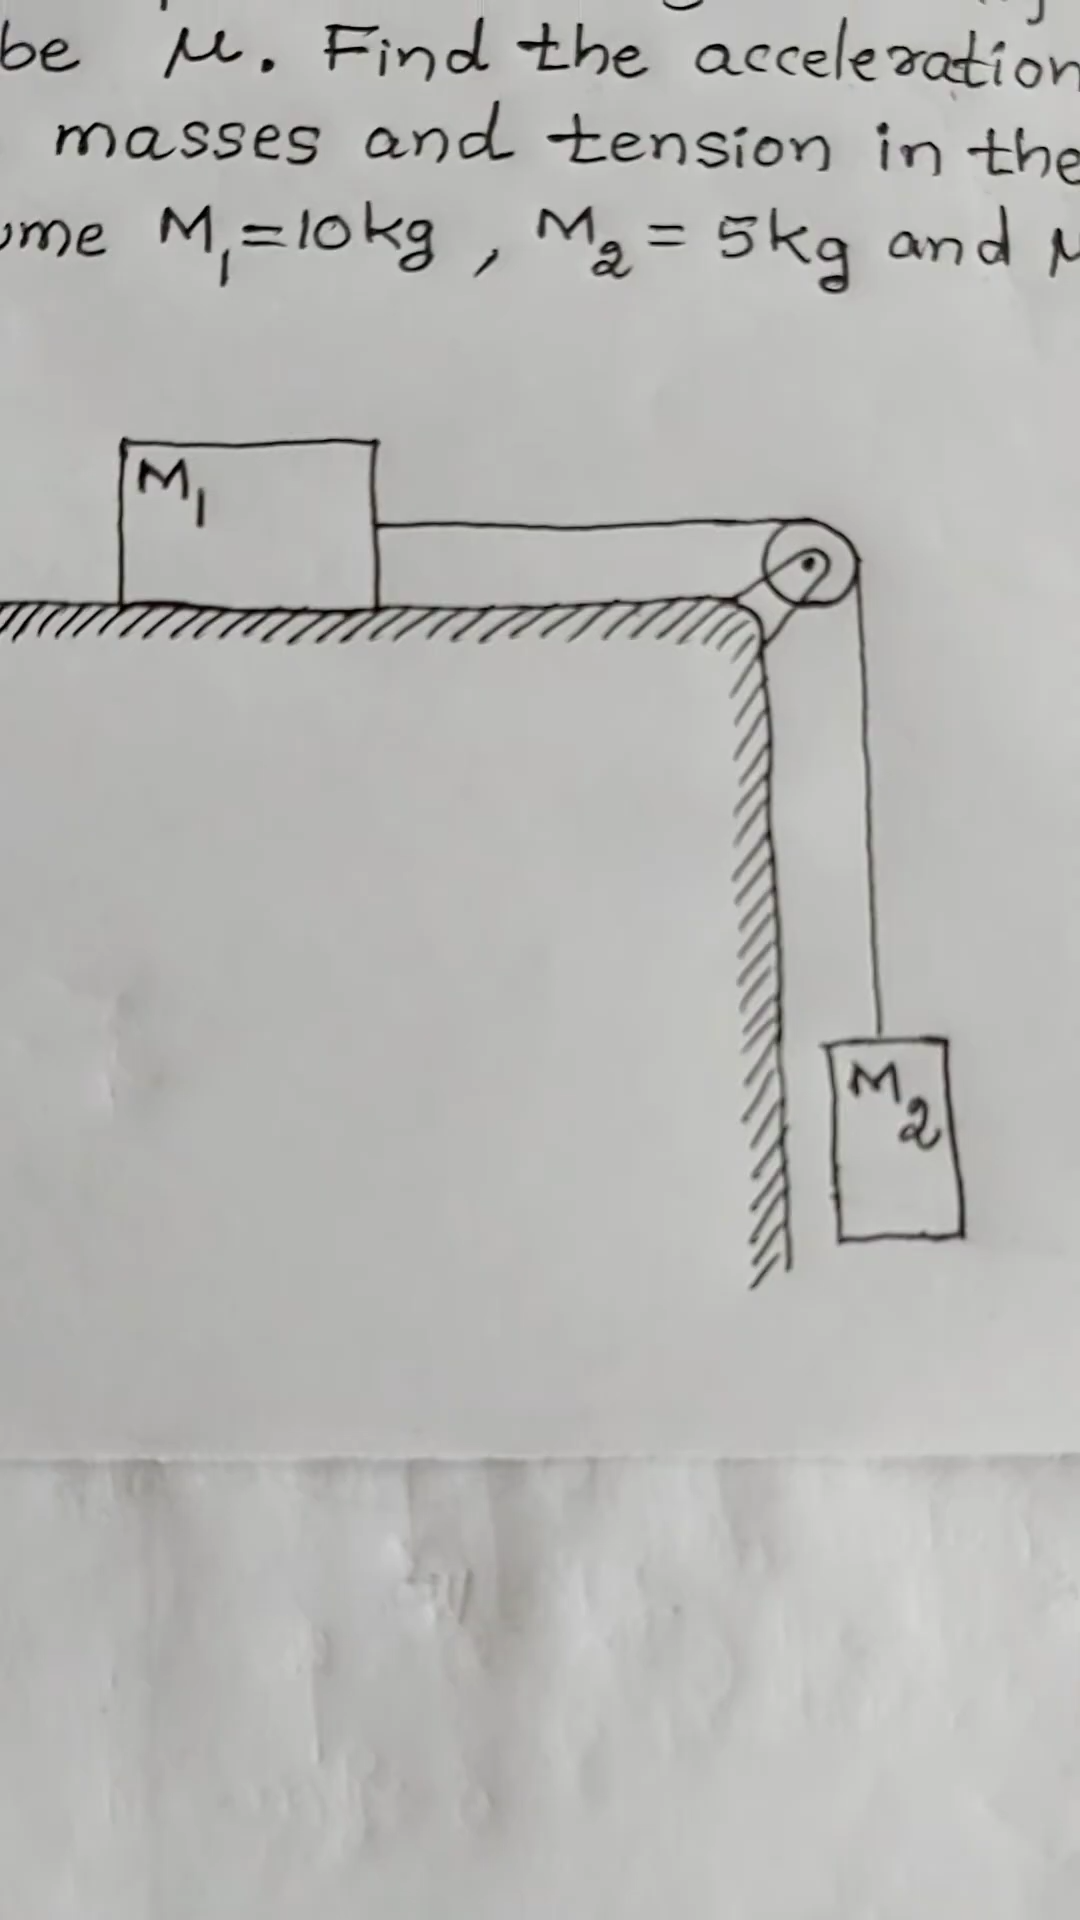 be μ. Find the acceleration
masses and tension in the
M₁=10kg, M₂=5kg and μ
M₁
M₂